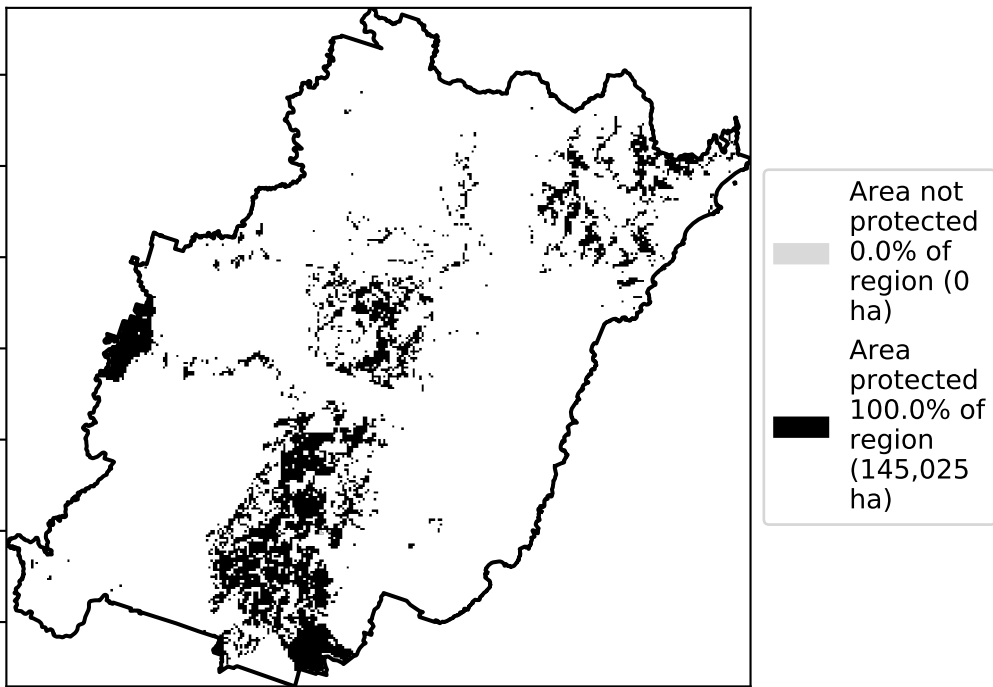 Area not
protected
0.0% of
region (0
ha)
Area
protected
100.0% of
region
(145,025
ha)